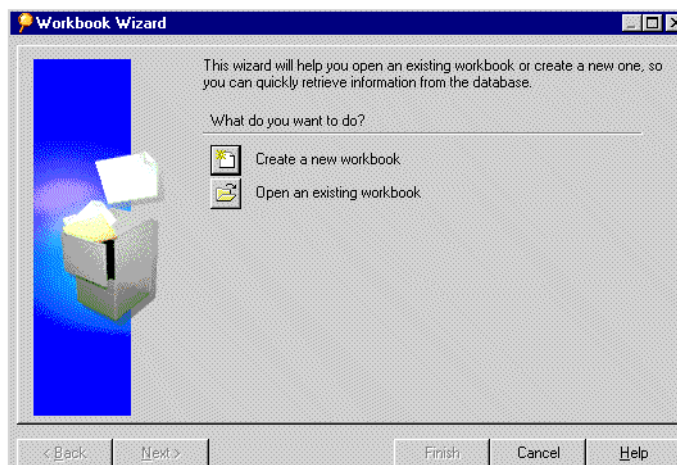 Workbook Wizard
This wizard will help you open an existing workbook or create a new one, so
you can quickly retrieve information from the database.
What do you want to do?
Create a new workbook
Open an existing workbook
< Back
Next >
Finish
Cancel
Help